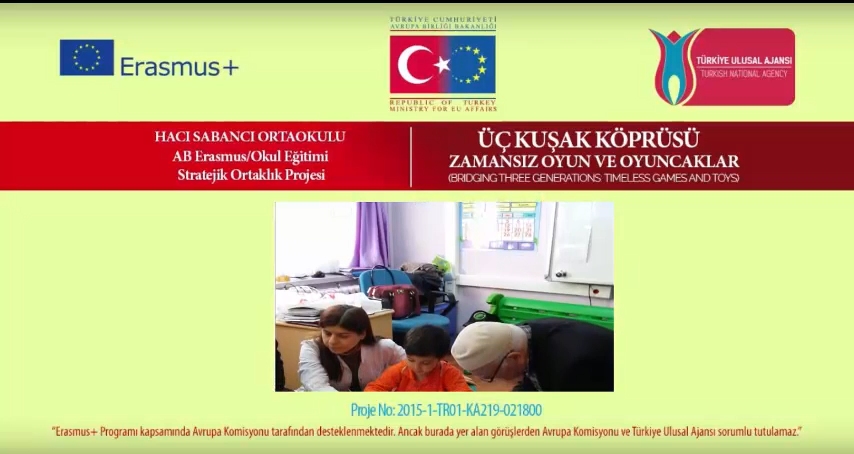 Erasmus+
TÜRKİYE CUMHURİYETİ
AVRUPA BİRLİĞİ BAKANLIĞI
REPUBLIC OF TURKEY
MINISTRY FOR EU AFFAIRS
TÜRKİYE ULUSAL AJANSI
TURKISH NATIONAL AGENCY
HACI SABANCI ORTAOKULU
AB Erasmus/Okul Eğitimi
Stratejik Ortaklık Projesi
ÜÇ KUŞAK KÖPRÜSÜ
ZAMANSIZ OYUN VE OYUNCAKLAR
(BRIDGING THREE GENERATIONS: TIMELESS GAMES AND TOYS)
Proje No: 2015-1-TR01-KA219-021800
"Erasmus+ Programı kapsamında Avrupa Komisyonu tarafından desteklenmektedir. Ancak burada yer alan görüşlerden Avrupa Komisyonu ve Türkiye Ulusal Ajansı sorumlu tutulamaz."